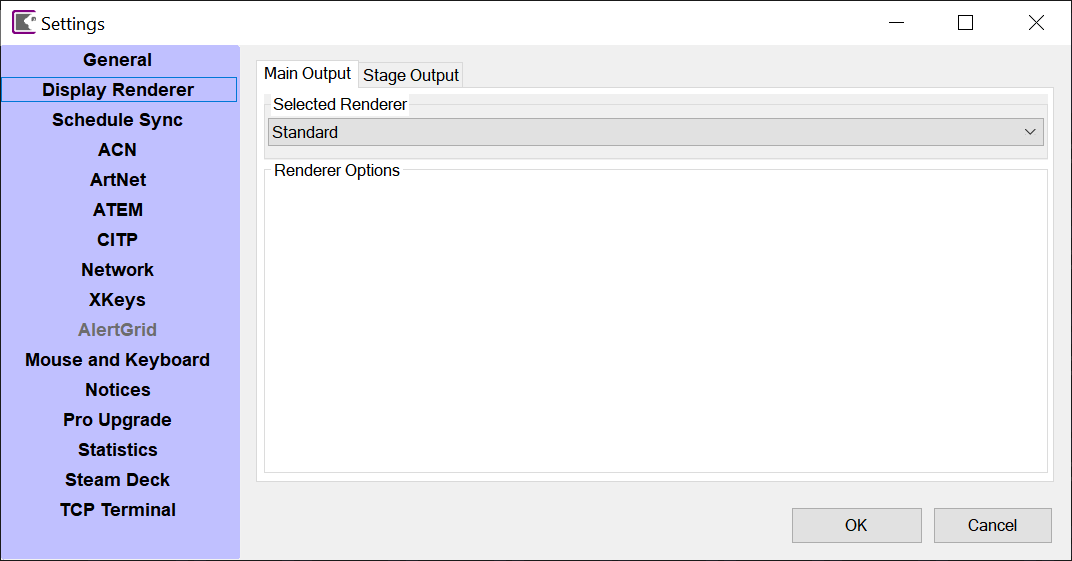 Settings
General
Display Renderer
Schedule Sync
ACN
ArtNet
ATEM
CITP
Network
XKeys
AlertGrid
Mouse and Keyboard
Notices
Pro Upgrade
Statistics
Steam Deck
TCP Terminal
Main Output Stage Output
Selected Renderer
Standard
Renderer Options
OK Cancel